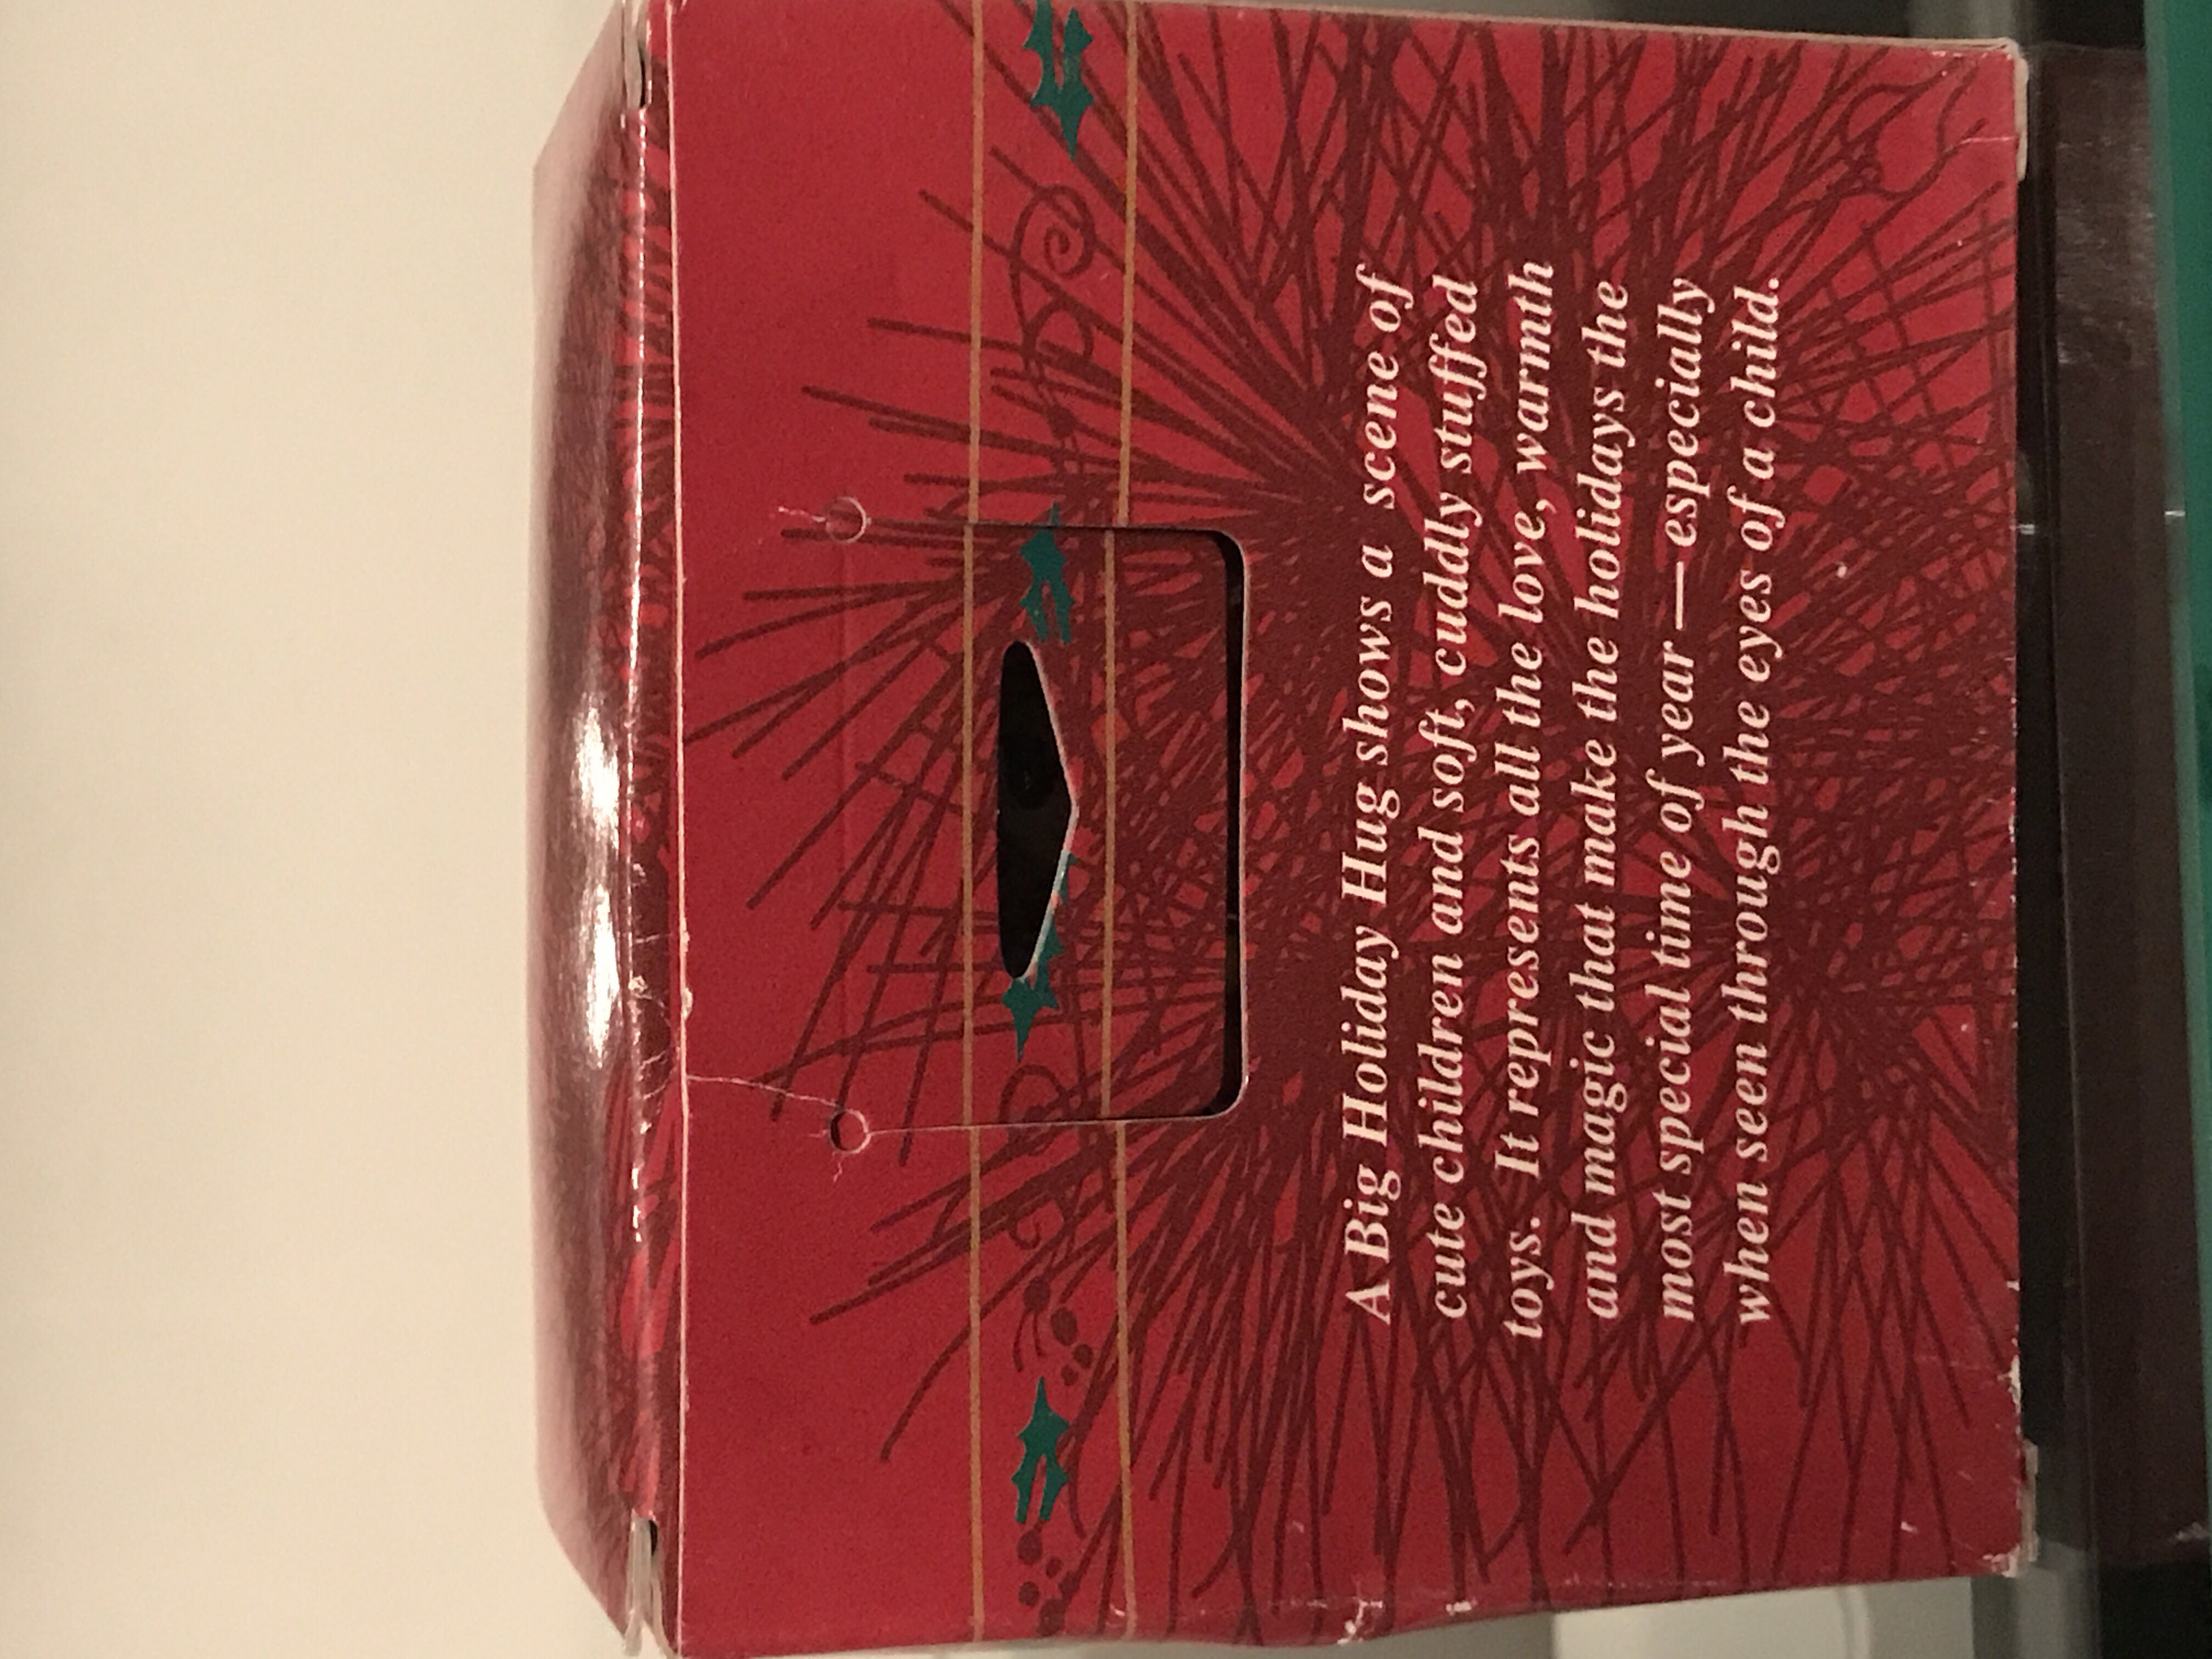 A Big Holiday Hug shows a scene of
cute children and soft, cuddly stuffed
toys. It represents all the love, warmth
and magic that make the holidays the
most special time of year — especially
when seen through the eyes of a child.